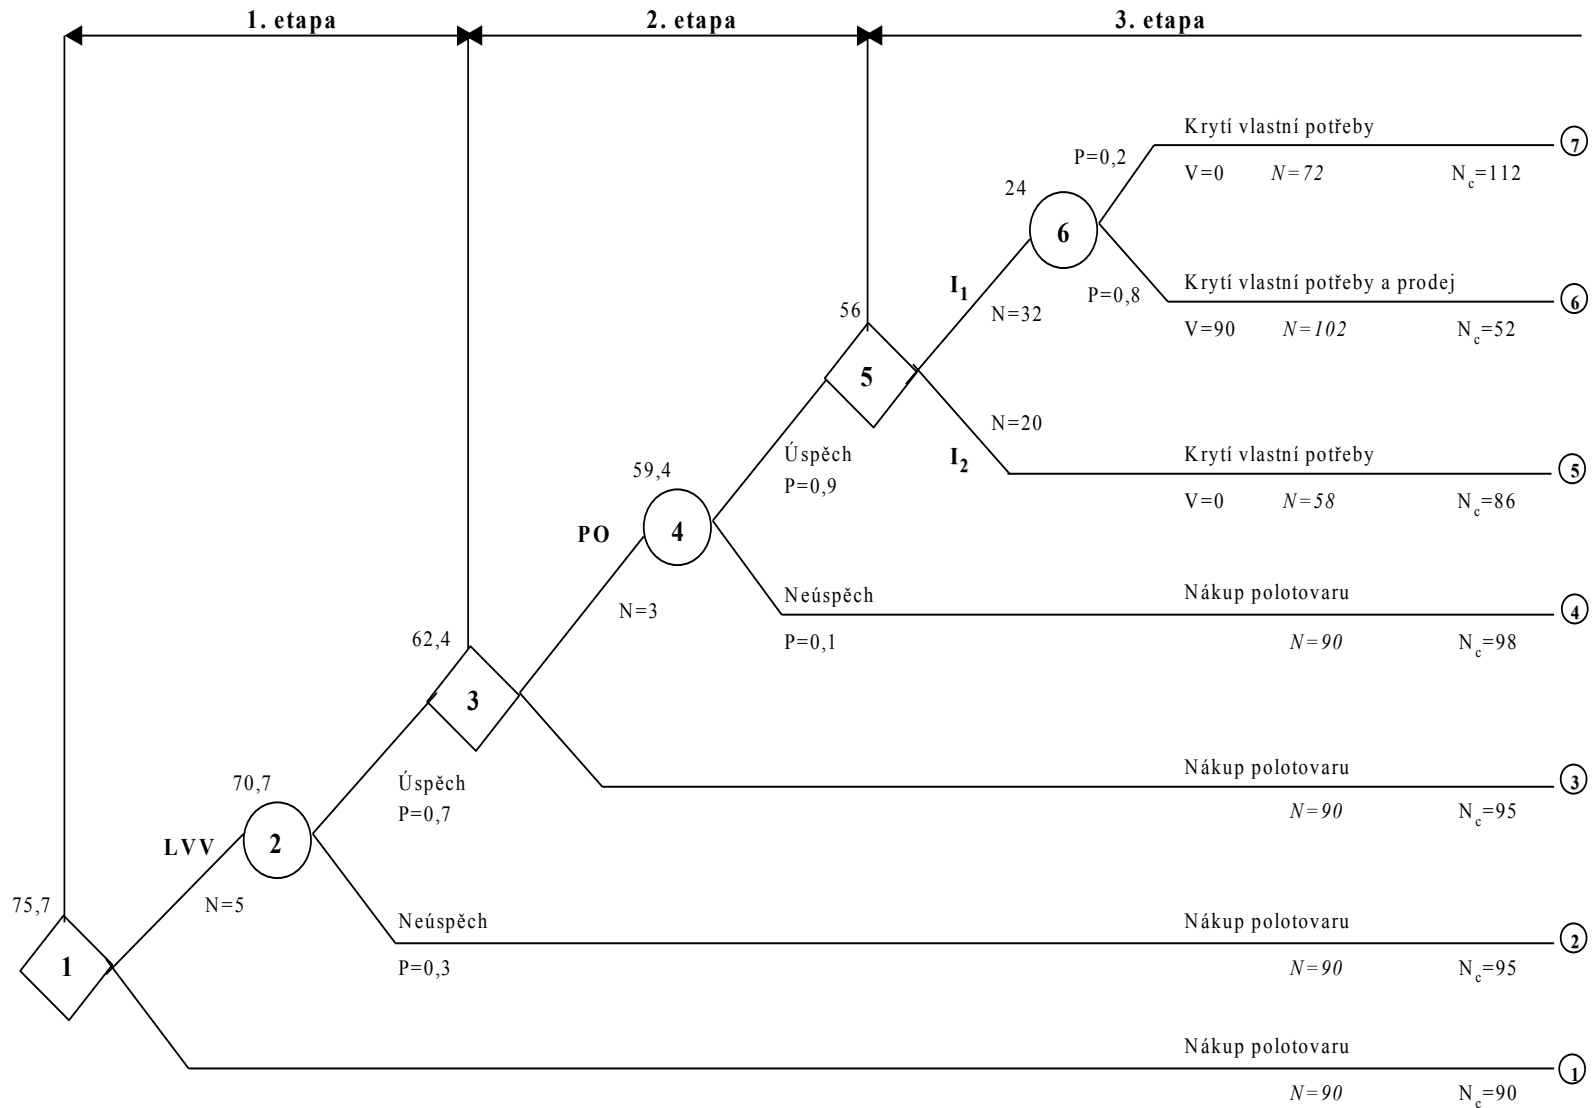 1. etapa 2. etapa 3. etapa
Krytí vlastní potřeby
7
P=0,2
V=0 N=72 N_c=112
24
6
Krytí vlastní potřeby a prodej
6
I_1
P=0,8
N=32
V=90 N=102 N_c=52
56
5
N=20
I_2
Krytí vlastní potřeby
5
Úspěch
P=0,9
V=0 N=58 N_c=86
59,4
4
PO
Neúspěch
Nákup polotovaru
4
N=3
P=0,1
N=90 N_c=98
62,4
3
Nákup polotovaru
3
Úspěch
P=0,7
N=90 N_c=95
70,7
2
LVV
N=5
Neúspěch
Nákup polotovaru
2
P=0,3
N=90 N_c=95
75,7
1
Nákup polotovaru
1
N=90 N_c=90